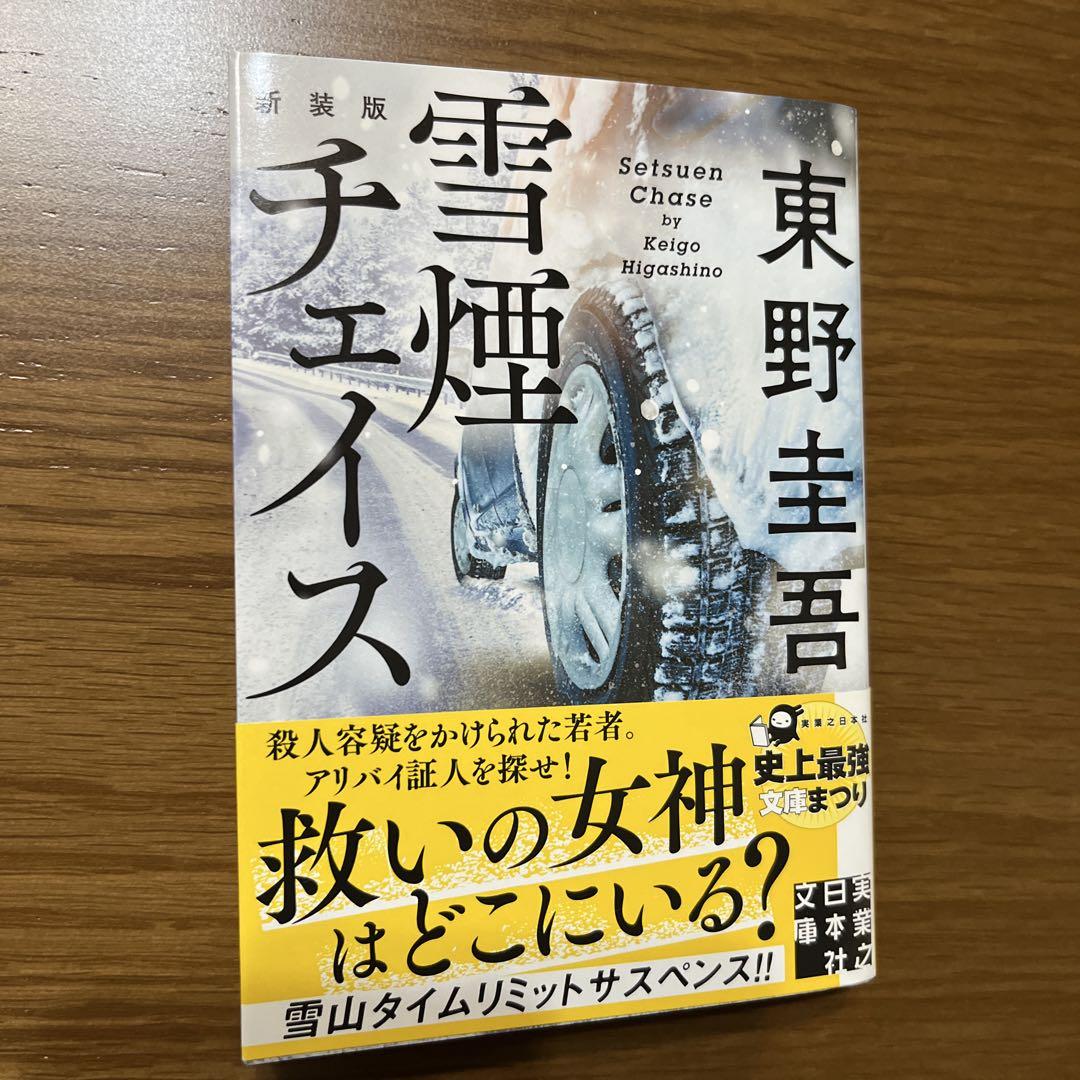 東野圭吾
Setsuen
Chase
by
Keigo
Higashino
雪煙
チェイス
新装版
殺人容疑をかけられた若者。
アリバイ証人を探せ!
救いの女神
はどこにいる?
雪山タイムリミットサスペンス!!
実業之日本社
史上最強
文庫まつり
実業之
日本社
文庫